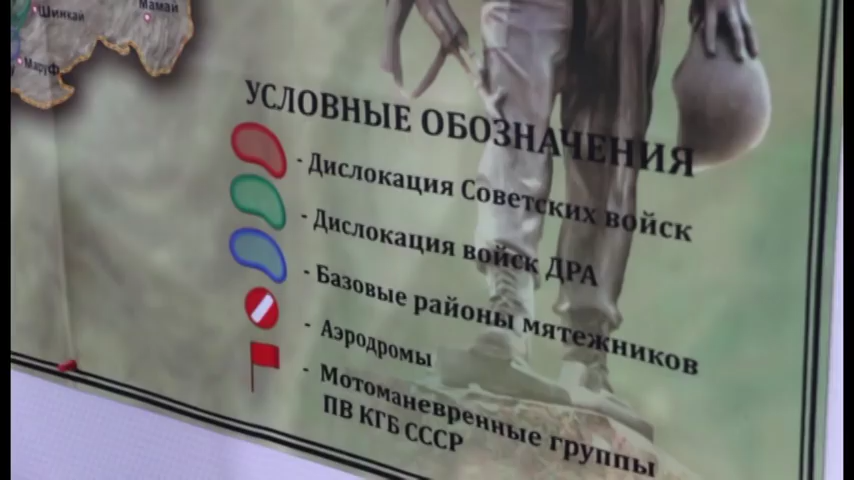 Шинкай
Мамай
Маруф
УСЛОВНЫЕ ОБОЗНАЧЕНИЯ
- Дислокация Советских войск
- Дислокация войск ДРА
- Базовые районы мятежников
- Аэродромы
- Мотоманевренные группы
ПВ КГБ СССР